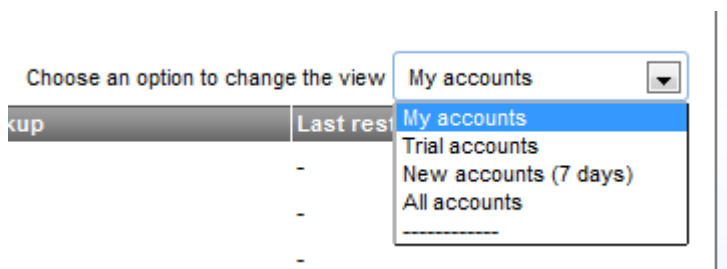 Choose an option to change the view My accounts
kup Last rest
My accounts
Trial accounts
New accounts (7 days)
All accounts
------------
-
-
-